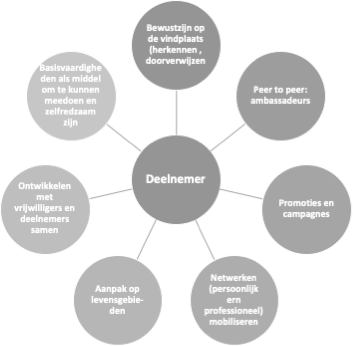 Bewustzijn op
de vindplaats
(herkennen ,
doorverwijzen
Peer to peer:
ambassadeurs
Promoties en
campagnes
Netwerken
(persoonlijk
ern
professioneel)
mobiliseren
Aanpak op
levensgebie-
den
Ontwikkelen
met
vrijwilligers en
deelnemers
samen
Basisvaardighe
den als middel
om te kunnen
meedoen en
zelfredzaam
zijn
Deelnemer